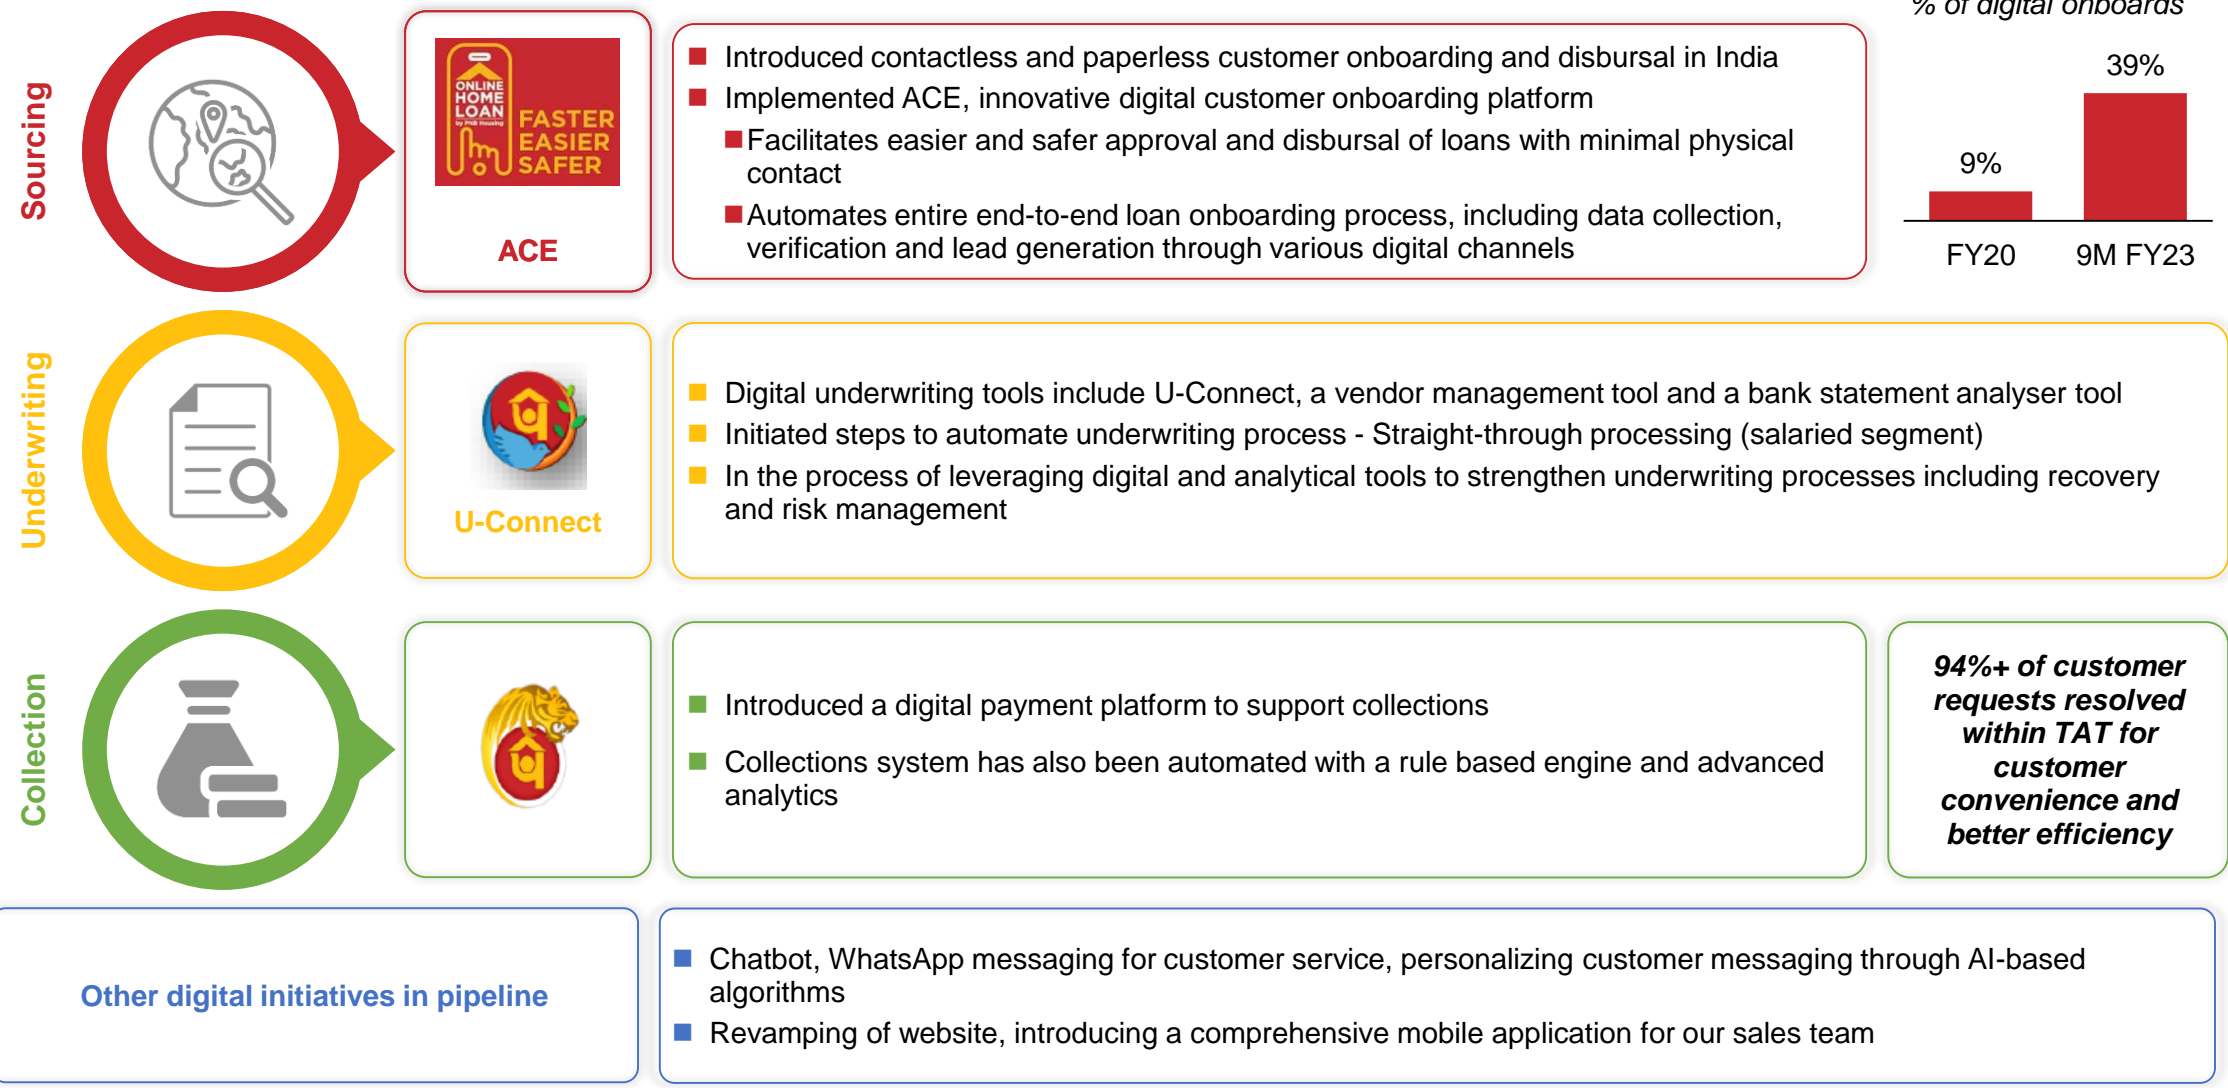 % of digital onboards
Sourcing
ONLINE
HOME
LOAN
by PNB Housing
FASTER
EASIER
SAFER
ACE
Introduced contactless and paperless customer onboarding and disbursal in India
Implemented ACE, innovative digital customer onboarding platform
Facilitates easier and safer approval and disbursal of loans with minimal physical
contact
Automates entire end-to-end loan onboarding process, including data collection,
verification and lead generation through various digital channels
39%
9%
FY20 9M FY23
Underwriting
U-Connect
Digital underwriting tools include U-Connect, a vendor management tool and a bank statement analyser tool
Initiated steps to automate underwriting process - Straight-through processing (salaried segment)
In the process of leveraging digital and analytical tools to strengthen underwriting processes including recovery
and risk management
Collection
Introduced a digital payment platform to support collections
Collections system has also been automated with a rule based engine and advanced
analytics
94%+ of customer
requests resolved
within TAT for
customer
convenience and
better efficiency
Other digital initiatives in pipeline
Chatbot, WhatsApp messaging for customer service, personalizing customer messaging through AI-based
algorithms
Revamping of website, introducing a comprehensive mobile application for our sales team